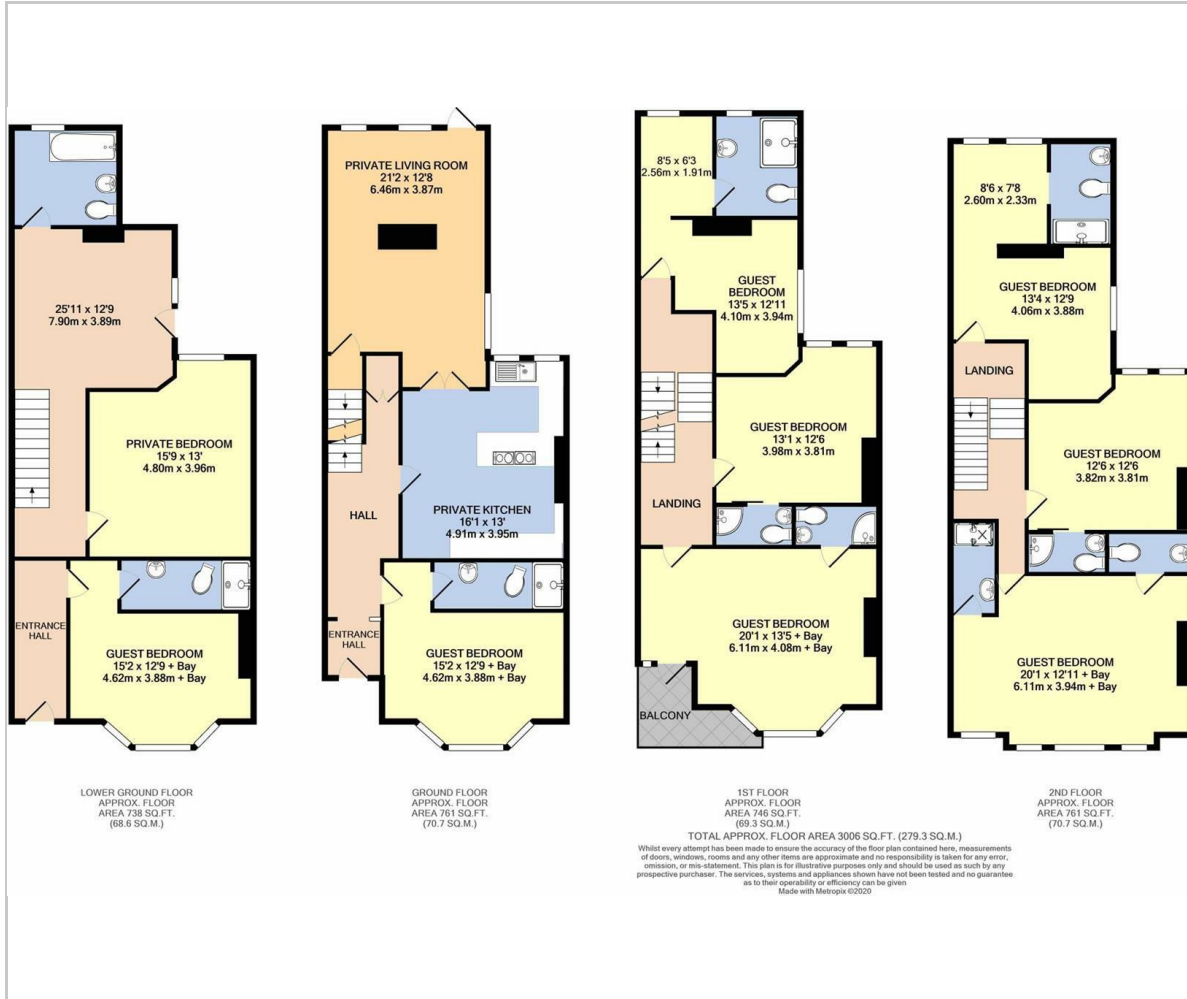 25'11 x 12'9
7.90m x 3.89m
PRIVATE BEDROOM
15'9 x 13'
4.80m x 3.96m
ENTRANCE
HALL
GUEST BEDROOM
15'2 x 12'9 + Bay
4.62m x 3.88m + Bay
LOWER GROUND FLOOR
APPROX. FLOOR
AREA 738 SQ.FT.
(68.6 SQ.M.)
PRIVATE LIVING ROOM
21'2 x 12'8
6.46m x 3.87m
HALL
PRIVATE KITCHEN
16'1 x 13'
4.91m x 3.95m
ENTRANCE
HALL
GUEST BEDROOM
15'2 x 12'9 + Bay
4.62m x 3.88m + Bay
GROUND FLOOR
APPROX. FLOOR
AREA 761 SQ.FT.
(70.7 SQ.M.)
8'5 x 6'3
2.56m x 1.91m
GUEST
BEDROOM
13'5 x 12'11
4.10m x 3.94m
GUEST BEDROOM
13'1 x 12'6
3.98m x 3.81m
LANDING
GUEST BEDROOM
20'1 x 13'5 + Bay
6.11m x 4.08m + Bay
BALCONY
1ST FLOOR
APPROX. FLOOR
AREA 746 SQ.FT.
(69.3 SQ.M.)
8'6 x 7'8
2.60m x 2.33m
GUEST BEDROOM
13'4 x 12'9
4.06m x 3.88m
LANDING
GUEST BEDROOM
12'6 x 12'6
3.82m x 3.81m
GUEST BEDROOM
20'1 x 12'11 + Bay
6.11m x 3.94m + Bay
2ND FLOOR
APPROX. FLOOR
AREA 761 SQ.FT.
(70.7 SQ.M.)
TOTAL APPROX. FLOOR AREA 3006 SQ.FT. (279.3 SQ.M.)
Whilst every attempt has been made to ensure the accuracy of the floor plan contained here, measurements
of doors, windows, rooms and any other items are approximate and no responsibility is taken for any error,
omission, or mis-statement. This plan is for illustrative purposes only and should be used as such by any
prospective purchaser. The services, systems and appliances shown have not been tested and no guarantee
as to their operability or efficiency can be given
Made with Metropix ©2020